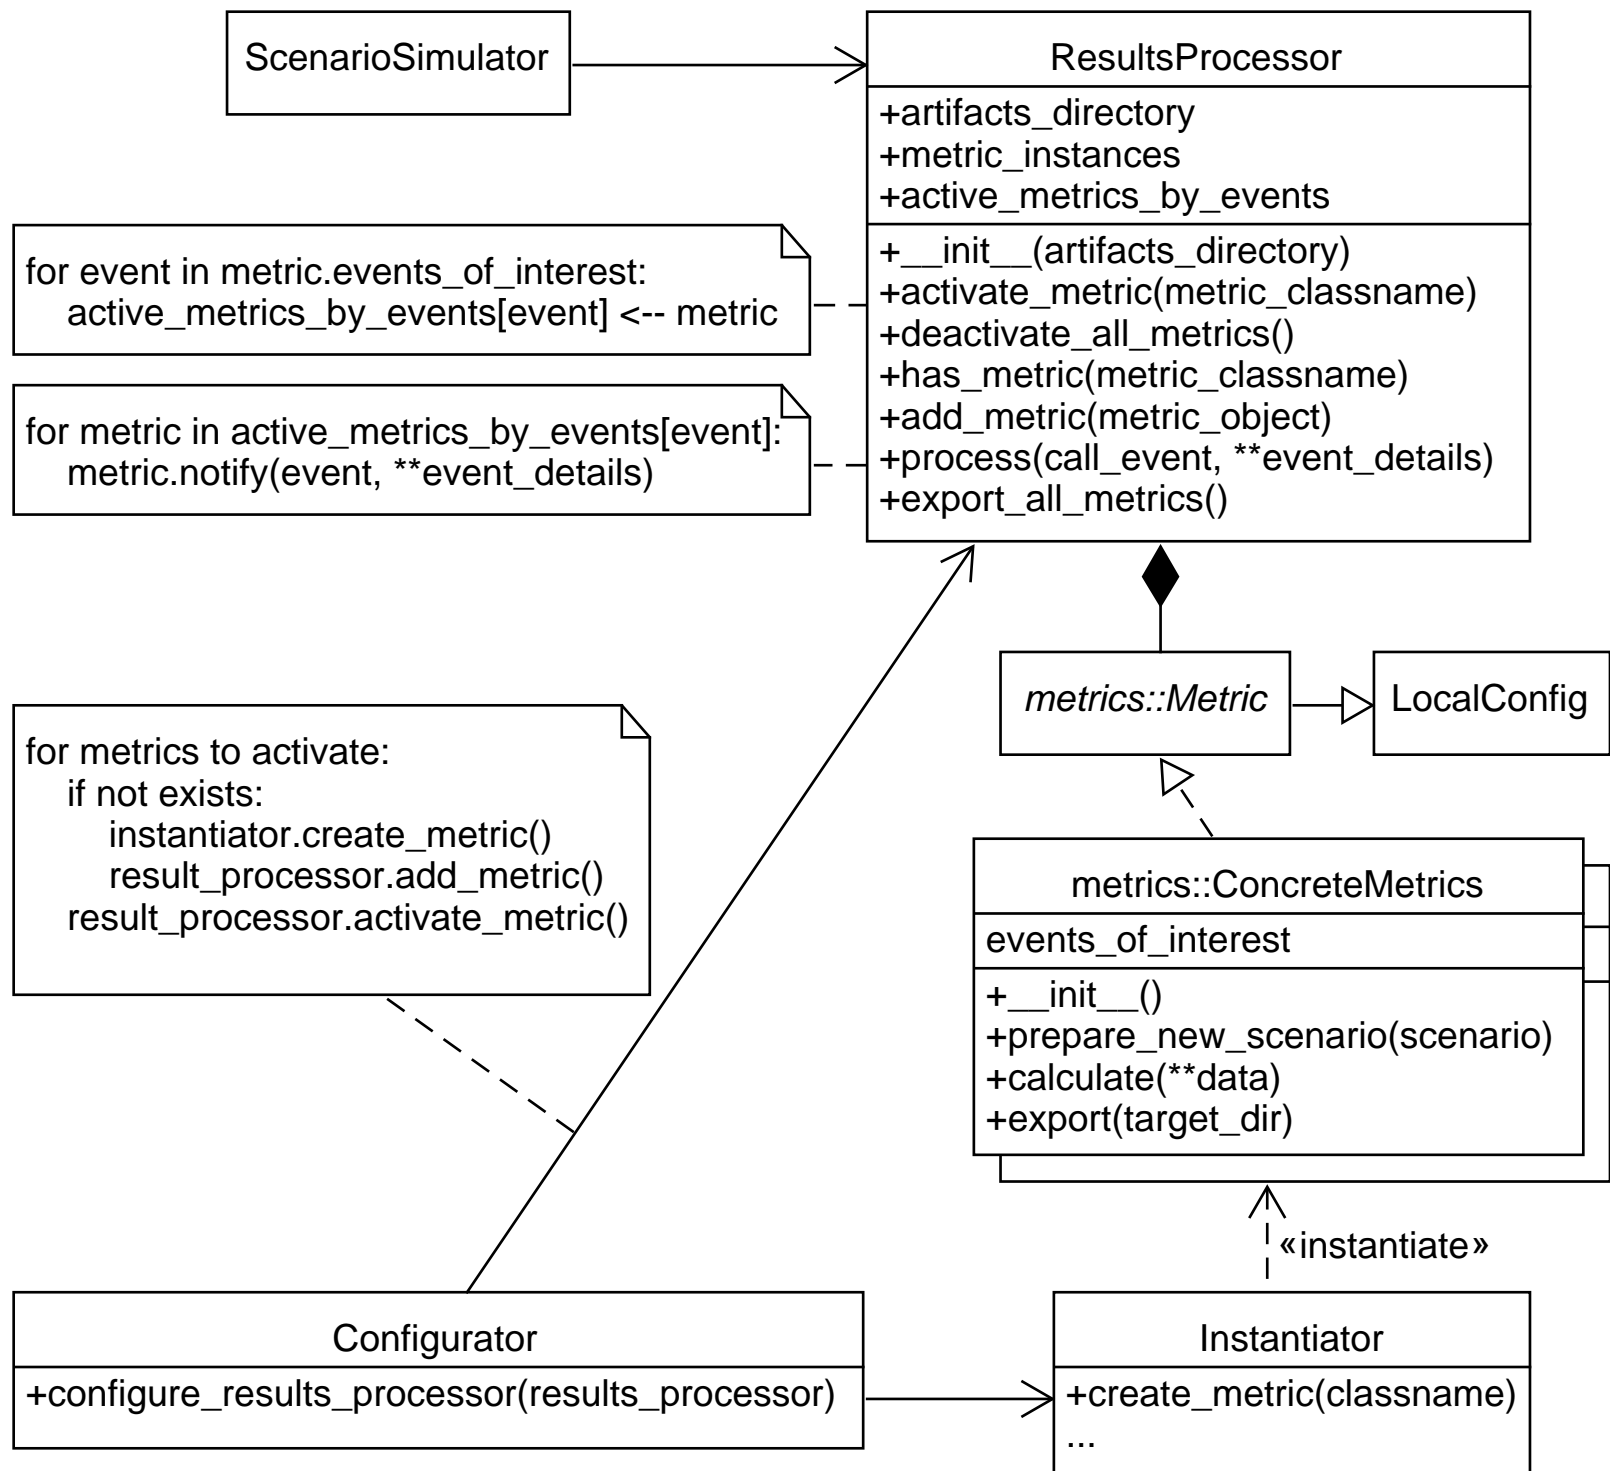 ScenarioSimulator
ResultsProcessor
+artifacts_directory
+metric_instances
+active_metrics_by_events
+__init__(artifacts_directory)
+activate_metric(metric_classname)
+deactivate_all_metrics()
+has_metric(metric_classname)
+add_metric(metric_object)
+process(call_event, **event_details)
+export_all_metrics()
for event in metric.events_of_interest:
active_metrics_by_events[event] <-- metric
for metric in active_metrics_by_events[event]:
metric.notify(event, **event_details)
metrics::Metric
LocalConfig
for metrics to activate:
if not exists:
instantiator.create_metric()
result_processor.add_metric()
result_processor.activate_metric()
metrics::ConcreteMetrics
events_of_interest
+__init__()
+prepare_new_scenario(scenario)
+calculate(**data)
+export(target_dir)
«instantiate»
Configurator
+configure_results_processor(results_processor)
Instantiator
+create_metric(classname)
...